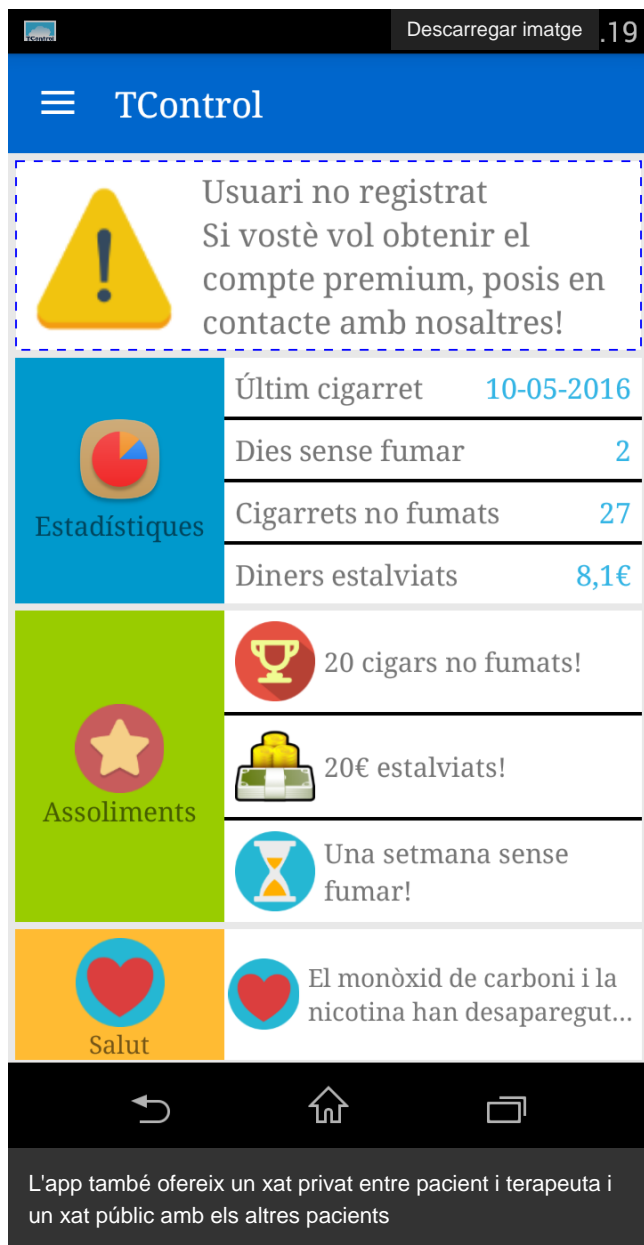 TControl
Descarregar imatge
.19
TControl
Usuari no registrat
Si vostè vol obtenir el
compte premium, posis en
contacte amb nosaltres!
Estadístiques
Últim cigarret 10-05-2016
Dies sense fumar 2
Cigarrets no fumats 27
Diners estalviats 8,1€
Assoliments
20 cigars no fumats!
20€ estalviats!
Una setmana sense
fumar!
Salut
El monòxid de carboni i la
nicotina han desaparegut...
L'app també ofereix un xat privat entre pacient i terapeuta i
un xat públic amb els altres pacients